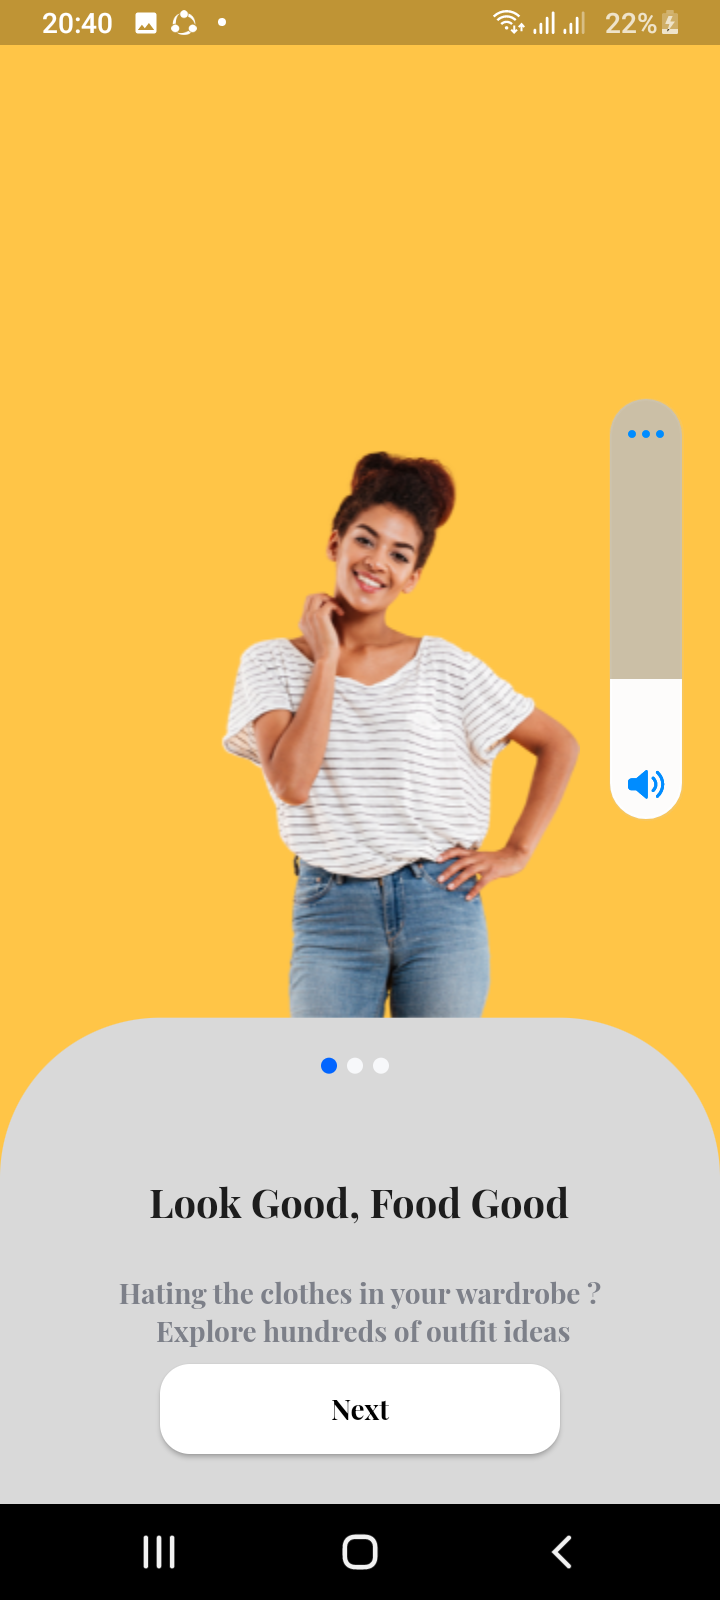 20:40
22%
Look Good, Food Good
Hating the clothes in your wardrobe ?
Explore hundreds of outfit ideas
Next